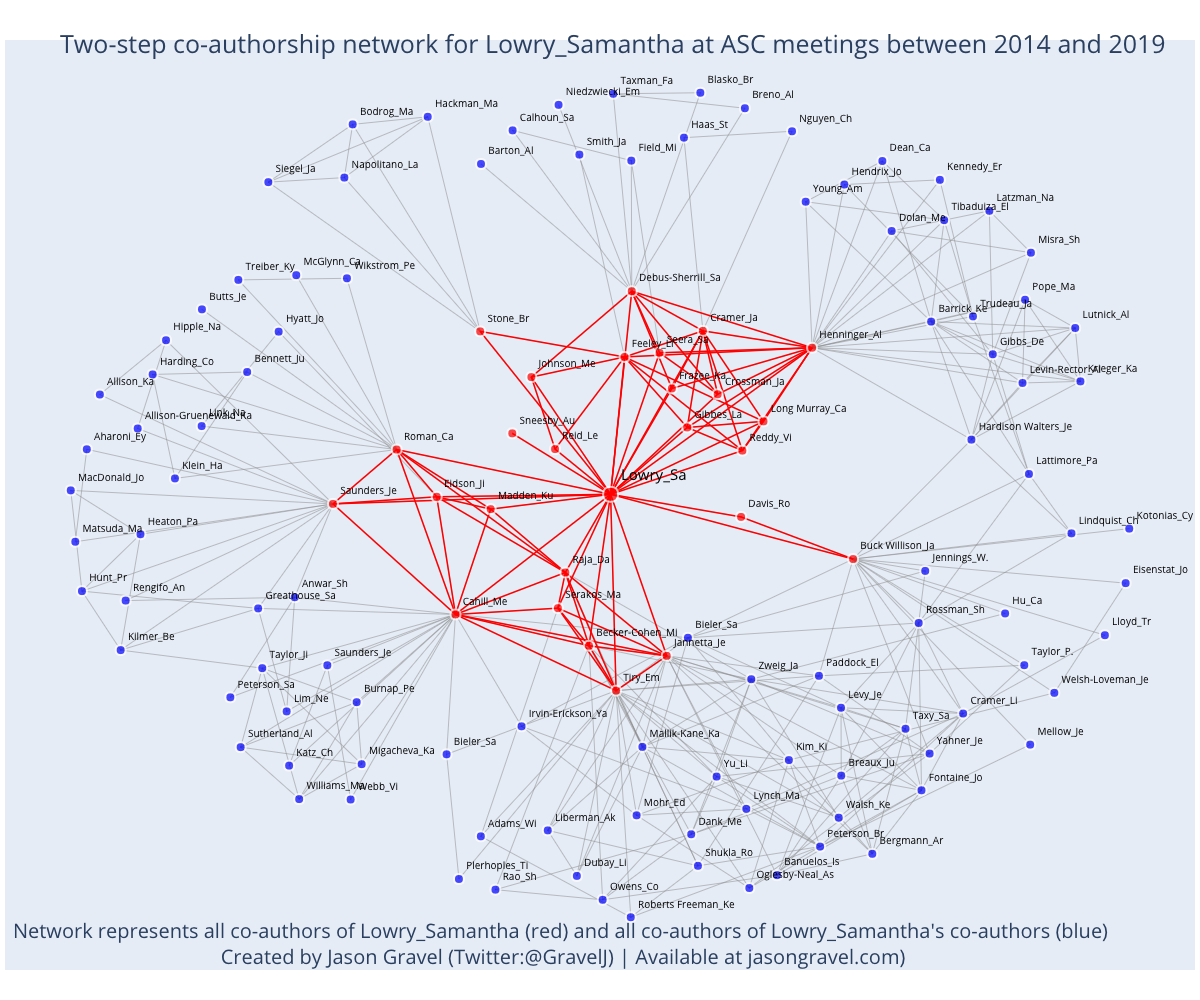 Two-step co-authorship network for Lowry_Samantha at ASC meetings between 2014 and 2019
Taxman_Fa
Blasko_Br
Niedzwiecki_Em
Breno_Al
Hackman_Ma
Bodrog_Ma
Calhoun_Sa
Haas_St
Nguyen_Ch
Smith_Ja
Field_Mi
Barton_Al
Dean_Ca
Siegel_Ja
Napolitano_La
Hendrix_Jo
Kennedy_Er
Young_Am
Latzman_Na
Tibaduiza_El
Dolan_Me
Misra_Sh
McGlynn_Ca
Wikstrom_Pe
Treiber_Ky
Debus-Sherrill_Sa
Butts_Je
Pope_Ma
Trudeau_Ja
Barrick_Ke
Lutnick_Al
Stone_Br
Cramer_Ja
Hyatt_Jo
Hipple_Na
Henninger_Al
Seera_Sa
Feeley_Li
Gibbs_De
Harding_Co
Bennett_Ju
Johnson_Me
Levin-Rector_Al
Krieger_Ka
Frazee_Ka
Crossman_Ja
Allison_Ka
Allison-Gruenewald_Ka
Link_Na
Gibbes_La
Long Murray_Ca
Sneesby_Au
Hardison Walters_Je
Aharoni_Ey
Roman_Ca
Reid_Le
Reddy_Vi
Klein_Ha
Lattimore_Pa
Lowry_Sa
MacDonald_Jo
Saunders_Je
Eidson_Ji
Madden_Ku
Davis_Ro
Heaton_Pa
Matsuda_Ma
Lindquist_Ch
Kotonias_Cy
Buck Willison_Ja
Jennings_W.
Raja_Da
Eisenstat_Jo
Hunt_Pr
Rengifo_An
Anwar_Sh
Greathouse_Sa
Cahill_Me
Serakos_Ma
Hu_Ca
Rossman_Sh
Lloyd_Tr
Bieler_Sa
Becker-Cohen_Mi
Jannetta_Je
Kilmer_Be
Taylor_Ji
Saunders_Je
Zweig_Ja
Paddock_El
Taylor_P.
Tiry_Em
Welsh-Loveman_Je
Peterson_Sa
Lim_Ne
Burnap_Pe
Levy_Je
Cramer_Li
Irvin-Erickson_Ya
Taxy_Sa
Mallik-Kane_Ka
Sutherland_Al
Katz_Ch
Migacheva_Ka
Bieler_Sa
Kim_Ki
Yahner_Je
Mellow_Je
Yu_Li
Breaux_Ju
Fontaine_Jo
Williams_Ma
Webb_Vi
Mohr_Ed
Lynch_Ma
Walsh_Ke
Adams_Wi
Liberman_Ak
Dank_Me
Peterson_Br
Bergmann_Ar
Plerhoples_Ti
Rao_Sh
Dubay_Li
Shukla_Ro
Banuelos_Is
Oglesby-Neal_As
Owens_Co
Roberts Freeman_Ke
Network represents all co-authors of Lowry_Samantha (red) and all co-authors of Lowry_Samantha's co-authors (blue)
Created by Jason Gravel (Twitter:@GravelJ) | Available at jasongravel.com)